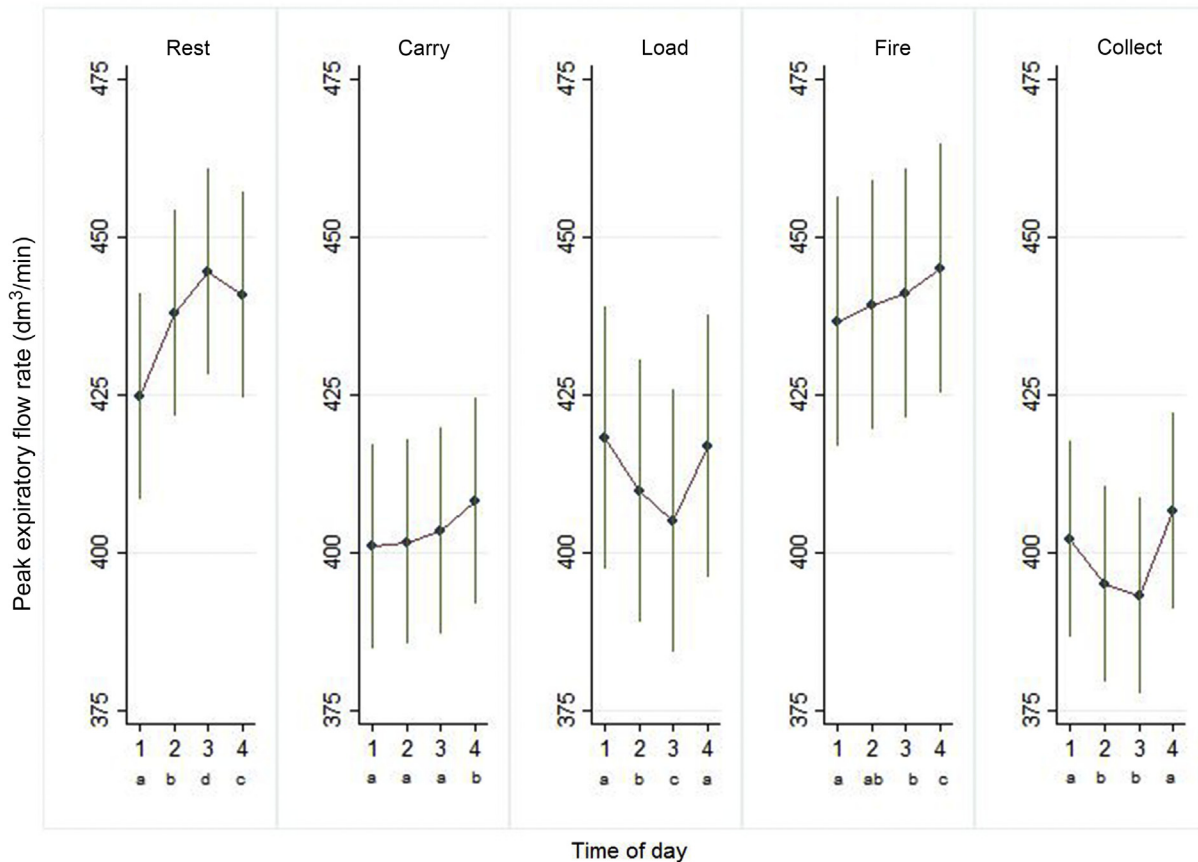 Rest Carry Load Fire Collect
Peak expiratory flow rate (dm³/min)
475 475 475 475 475
450 450 450 450 450
425 425 425 425 425
400 400 400 400 400
375 375 375 375 375
1 2 3 4 1 2 3 4 1 2 3 4 1 2 3 4 1 2 3 4
a b d c a a a b a b c a a ab b c a b b a
Time of day